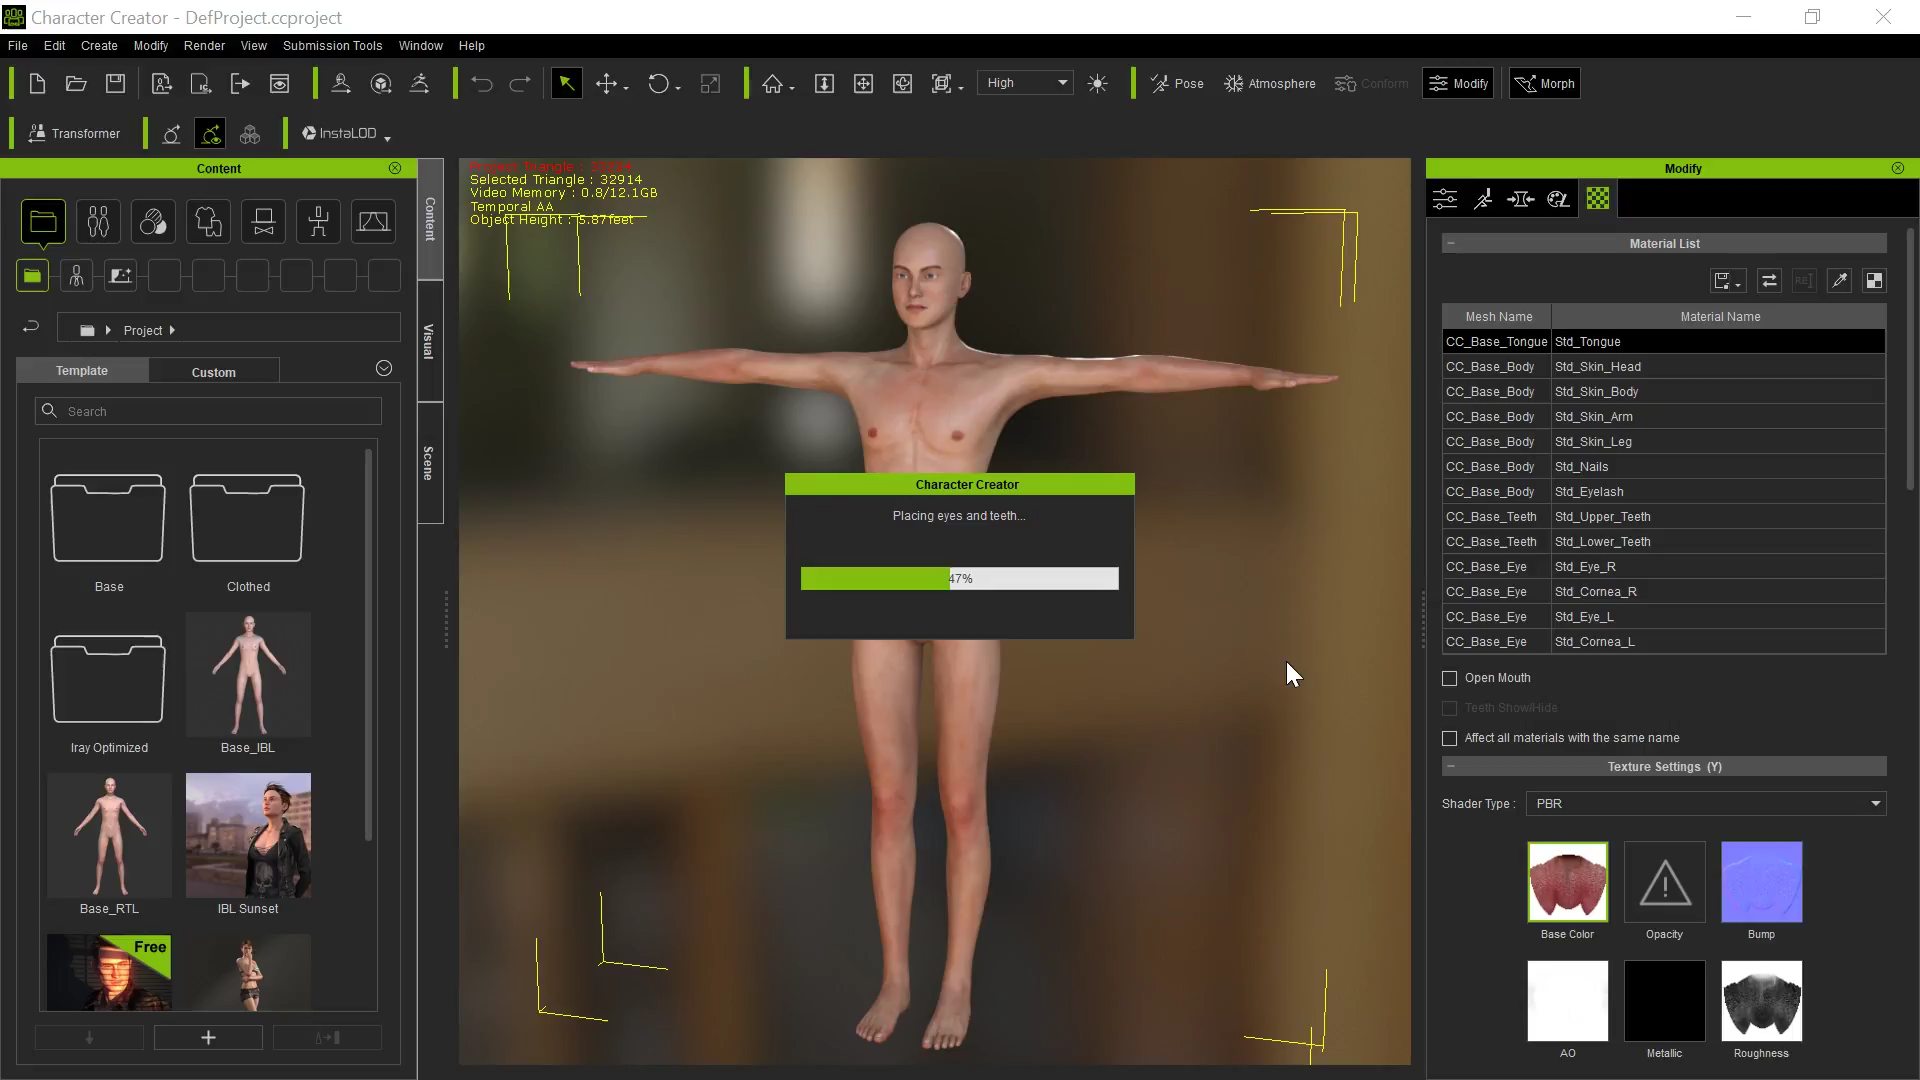 Character Creator - DefProject.ccproject
File Edit Create Modify Render View Submission Tools Window Help
High
Pose
Atmosphere
Conform
Modify
Morph
Transformer
InstaLOD
Content
Project
Template
Custom
Search
Base
Clothed
Iray Optimized
Base_IBL
Base_RTL
IBL Sunset
Free
Content
Visual
Scene
Project Triangle :
Selected Triangle : 32914
Video Memory : 0.8/12.1GB
Temporal AA
Object Height : 5.87feet
Character Creator
Placing eyes and teeth...
47%
Modify
Material List
Mesh Name Material Name
CC_Base_Tongue Std_Tongue
CC_Base_Body Std_Skin_Head
CC_Base_Body Std_Skin_Body
CC_Base_Body Std_Skin_Arm
CC_Base_Body Std_Skin_Leg
CC_Base_Body Std_Nails
CC_Base_Body Std_Eyelash
CC_Base_Teeth Std_Upper_Teeth
CC_Base_Teeth Std_Lower_Teeth
CC_Base_Eye Std_Eye_R
CC_Base_Eye Std_Cornea_R
CC_Base_Eye Std_Eye_L
CC_Base_Eye Std_Cornea_L
Open Mouth
Teeth Show/Hide
Affect all materials with the same name
Texture Settings (Y)
Shader Type : PBR
Base Color Opacity Bump
AO Metallic Roughness